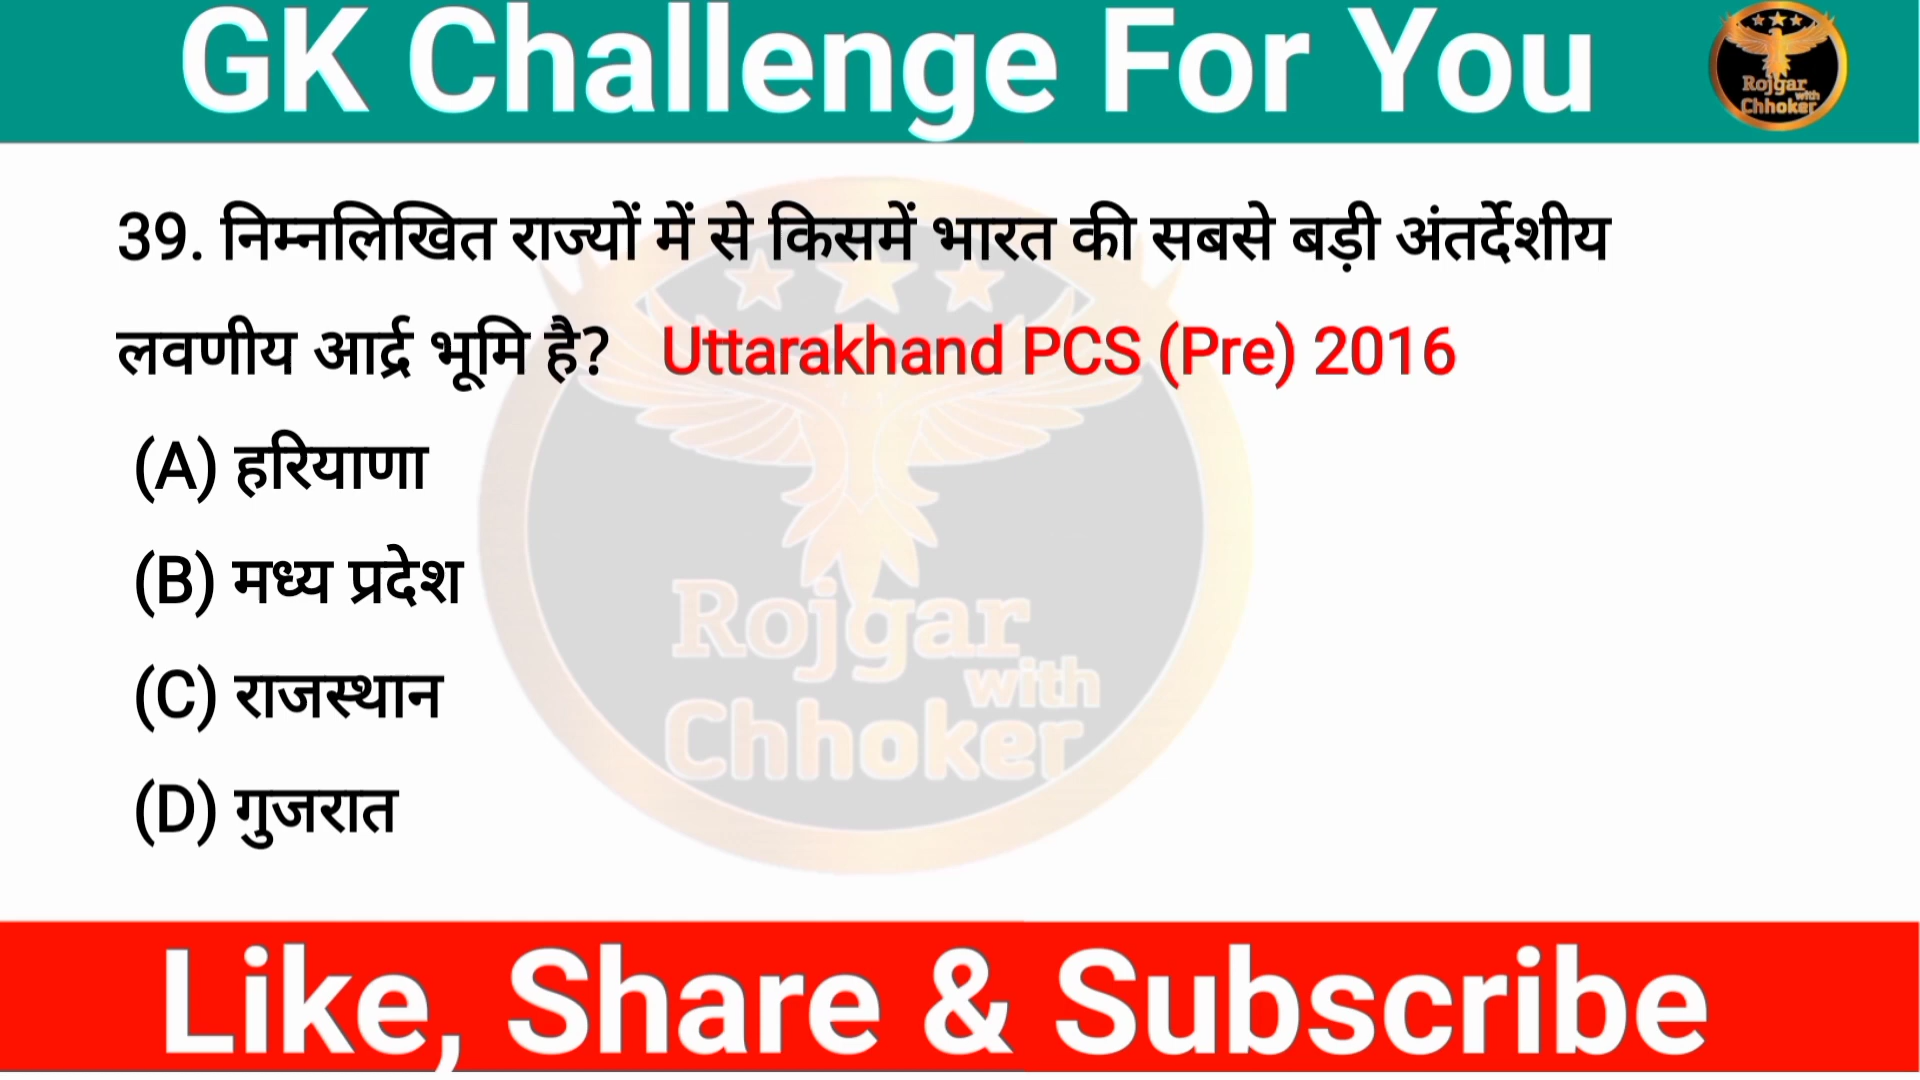 GK Challenge For You
Rojgar
with
Chhoker
39. निम्नलिखित राज्यों में से किसमें भारत की सबसे बड़ी अंतर्देशीय
लवणीय आर्द्र भूमि है? Uttarakhand PCS (Pre) 2016
(A) हरियाणा
(B) मध्य प्रदेश
(C) राजस्थान
(D) गुजरात
Rojgar
with
Chhoker
Like, Share & Subscribe